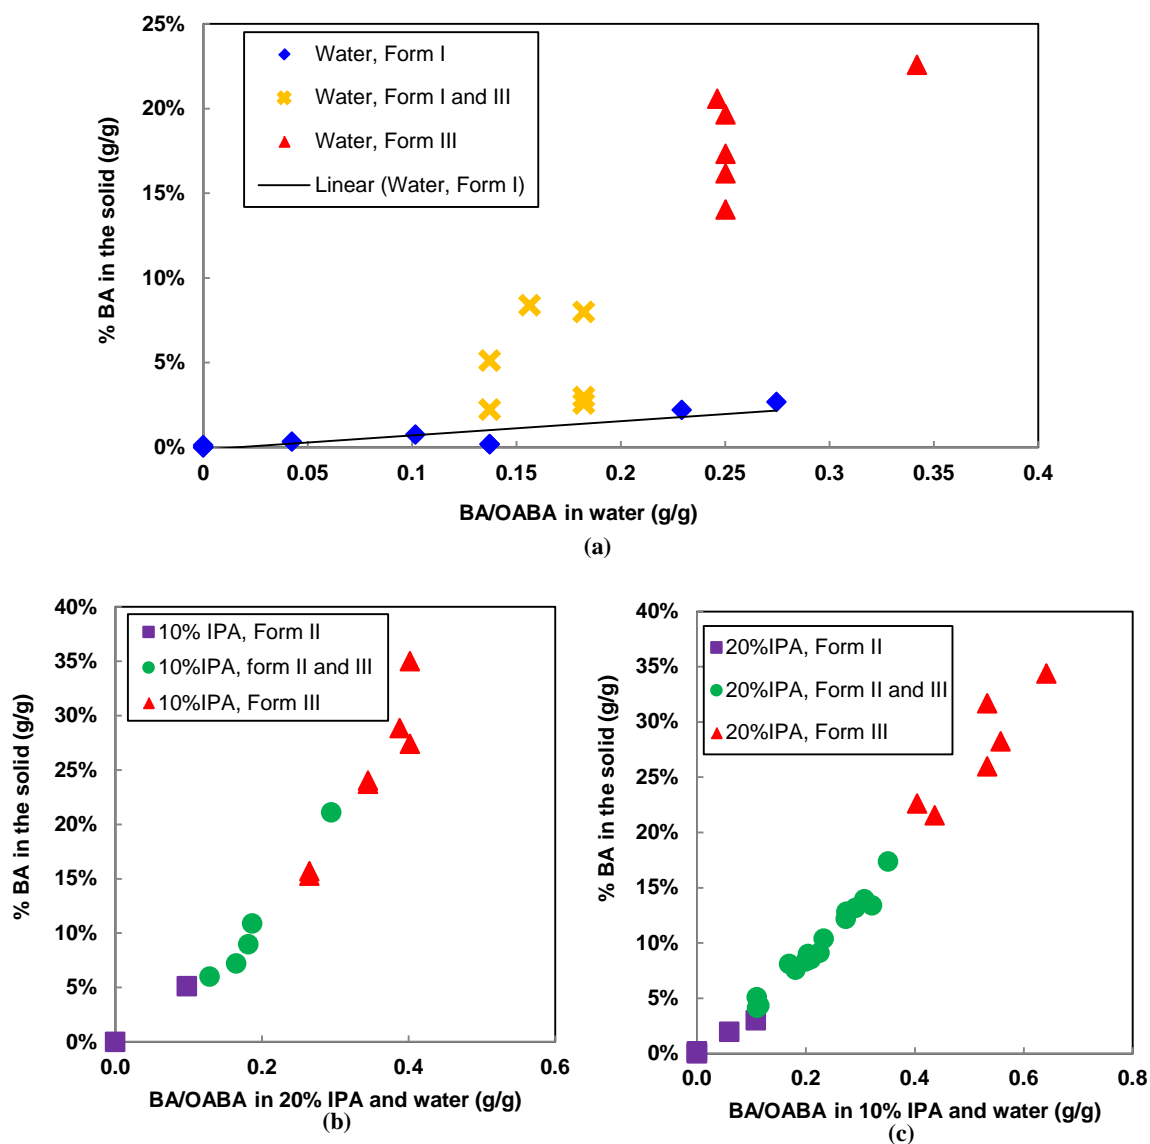 25%
20%
15%
10%
5%
0%
% BA in the solid (g/g)
Water, Form I
Water, Form I and III
Water, Form III
Linear (Water, Form I)
0 0.05 0.1 0.15 0.2 0.25 0.3 0.35 0.4
BA/OABA in water (g/g)
(a)
40%
35%
30%
25%
20%
15%
10%
5%
0%
% BA in the solid (g/g)
10% IPA, Form II
10%IPA, form II and III
10%IPA, Form III
0.0 0.2 0.4 0.6
BA/OABA in 20% IPA and water (g/g)
(b)
40%
35%
30%
25%
20%
15%
10%
5%
0%
% BA in the solid (g/g)
20%IPA, Form II
20%IPA, Form II and III
20%IPA, Form III
0.0 0.2 0.4 0.6 0.8
BA/OABA in 10% IPA and water (g/g)
(c)